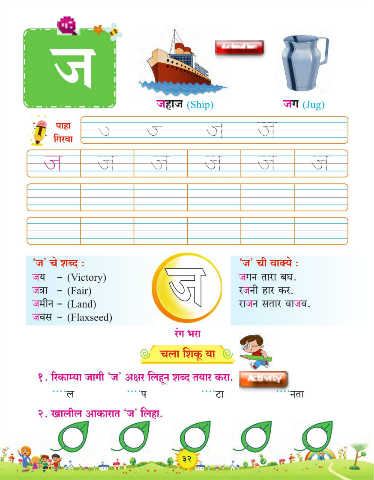 ज
जहाज (Ship)
जग (Jug)
पाहा
गिरवा
ज ज ज ज ज ज
'ज' चे शब्द :
जय – (Victory)
जत्रा – (Fair)
जमीन – (Land)
जवस – (Flaxseed)
ज
रंग भरा
'ज' ची वाक्ये :
जगन तारा बघ.
रजनी हार कर.
राजन सतार वाजव.
चला शिकू या
१. रिकाम्या जागी 'ज' अक्षर लिहून शब्द तयार करा.
····ल ····प ····टा ····नता
२. खालील आकारात 'ज' लिहा.
३२